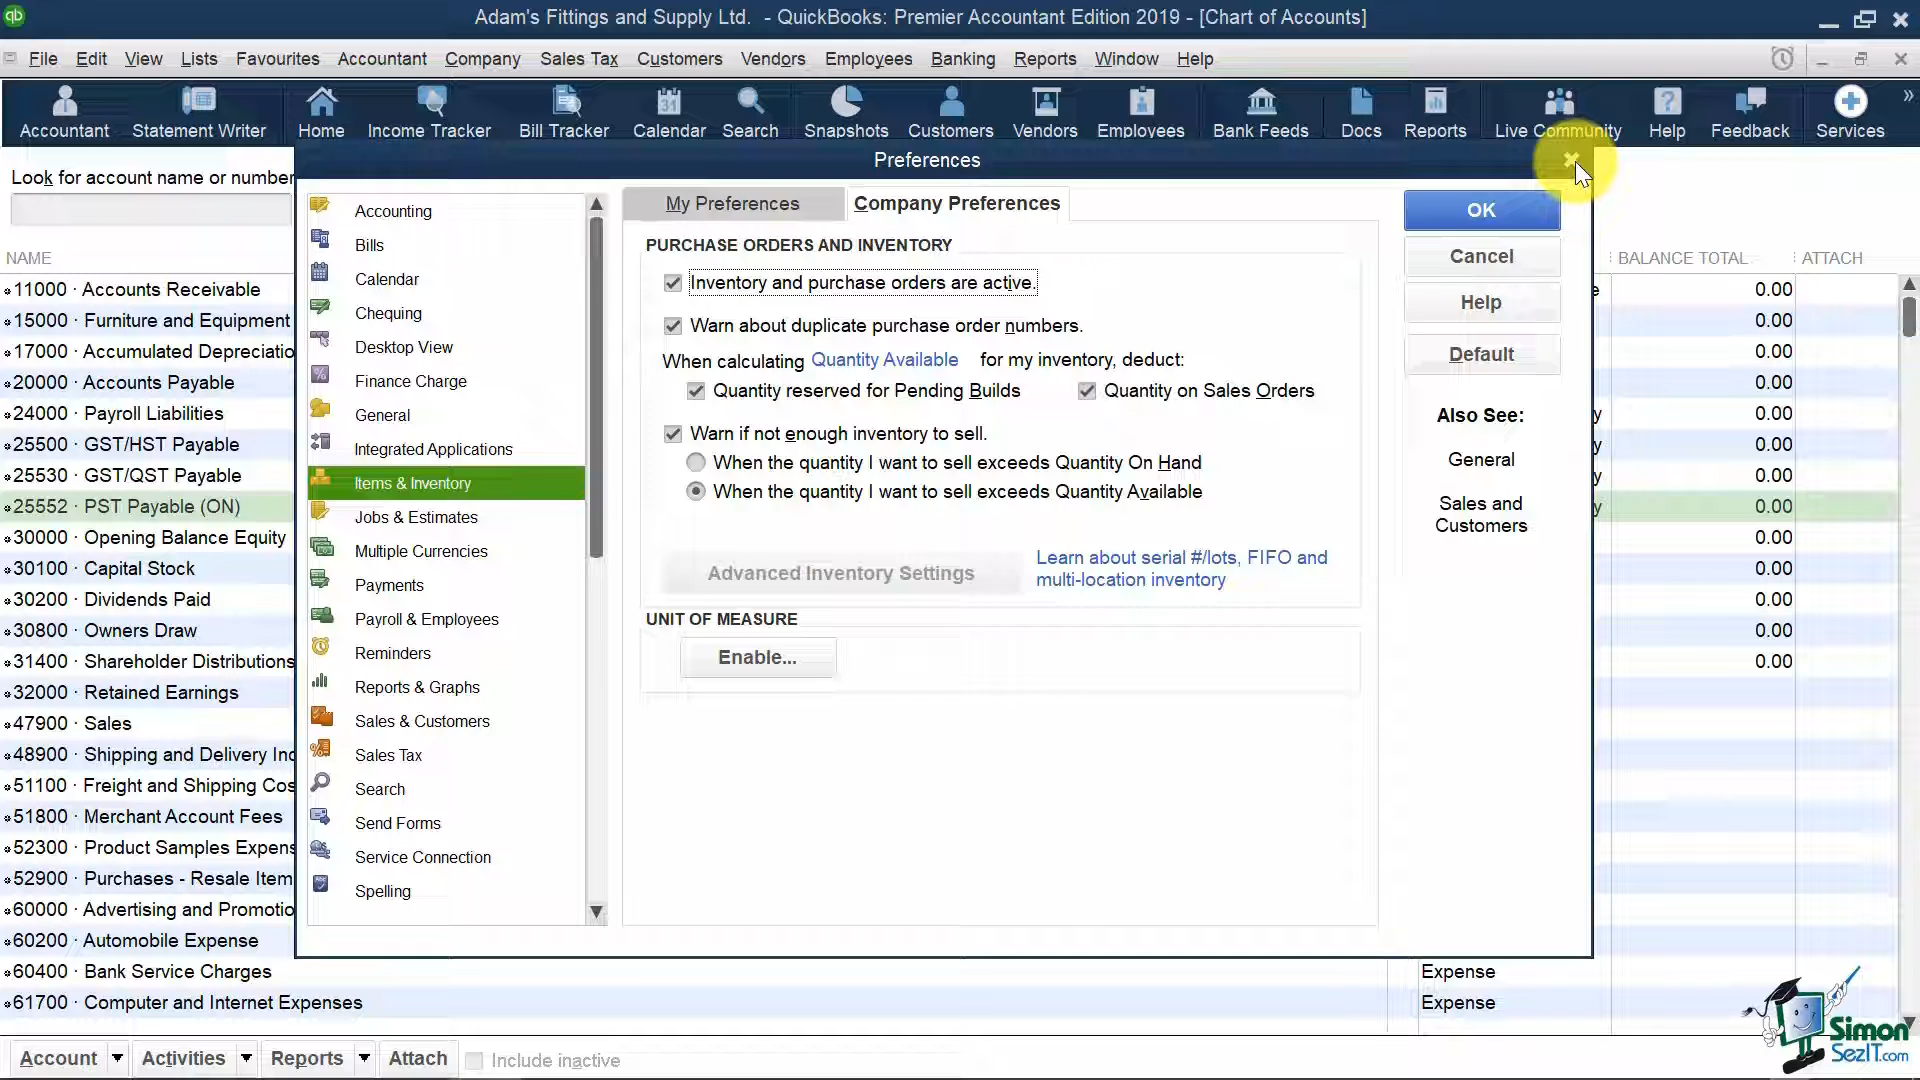 qb
Adam's Fittings and Supply Ltd. - QuickBooks: Premier Accountant Edition 2019 - [Chart of Accounts]
File Edit View Lists Favourites Accountant Company Sales Tax Customers Vendors Employees Banking Reports Window Help
Accountant Statement Writer Home Income Tracker Bill Tracker Calendar Search Snapshots Customers Vendors Employees Bank Feeds Docs Reports Live Community Help Feedback Services
Preferences
Look for account name or number
NAME
BALANCE TOTAL ATTACH
11000 · Accounts Receivable
0.00
15000 · Furniture and Equipment
0.00
17000 · Accumulated Depreciatio
0.00
20000 · Accounts Payable
0.00
24000 · Payroll Liabilities
y 0.00
25500 · GST/HST Payable
y 0.00
25530 · GST/QST Payable
y 0.00
25552 · PST Payable (ON)
y 0.00
30000 · Opening Balance Equity
0.00
30100 · Capital Stock
0.00
30200 · Dividends Paid
0.00
30800 · Owners Draw
0.00
31400 · Shareholder Distributions
0.00
32000 · Retained Earnings
47900 · Sales
48900 · Shipping and Delivery Inc
51100 · Freight and Shipping Cos
51800 · Merchant Account Fees
52300 · Product Samples Expens
52900 · Purchases - Resale Item
60000 · Advertising and Promotio
60200 · Automobile Expense
60400 · Bank Service Charges
Expense
61700 · Computer and Internet Expenses
Expense
Accounting
Bills
Calendar
Chequing
Desktop View
Finance Charge
General
Integrated Applications
Items & Inventory
Jobs & Estimates
Multiple Currencies
Payments
Payroll & Employees
Reminders
Reports & Graphs
Sales & Customers
Sales Tax
Search
Send Forms
Service Connection
Spelling
My Preferences Company Preferences
PURCHASE ORDERS AND INVENTORY
Inventory and purchase orders are active.
Warn about duplicate purchase order numbers.
When calculating Quantity Available for my inventory, deduct:
Quantity reserved for Pending Builds Quantity on Sales Orders
Warn if not enough inventory to sell.
When the quantity I want to sell exceeds Quantity On Hand
When the quantity I want to sell exceeds Quantity Available
Advanced Inventory Settings
Learn about serial #/lots, FIFO and
multi-location inventory
UNIT OF MEASURE
Enable...
OK
Cancel
Help
Default
Also See:
General
Sales and
Customers
Account Activities Reports Attach Include inactive
Simon
SezIT.com